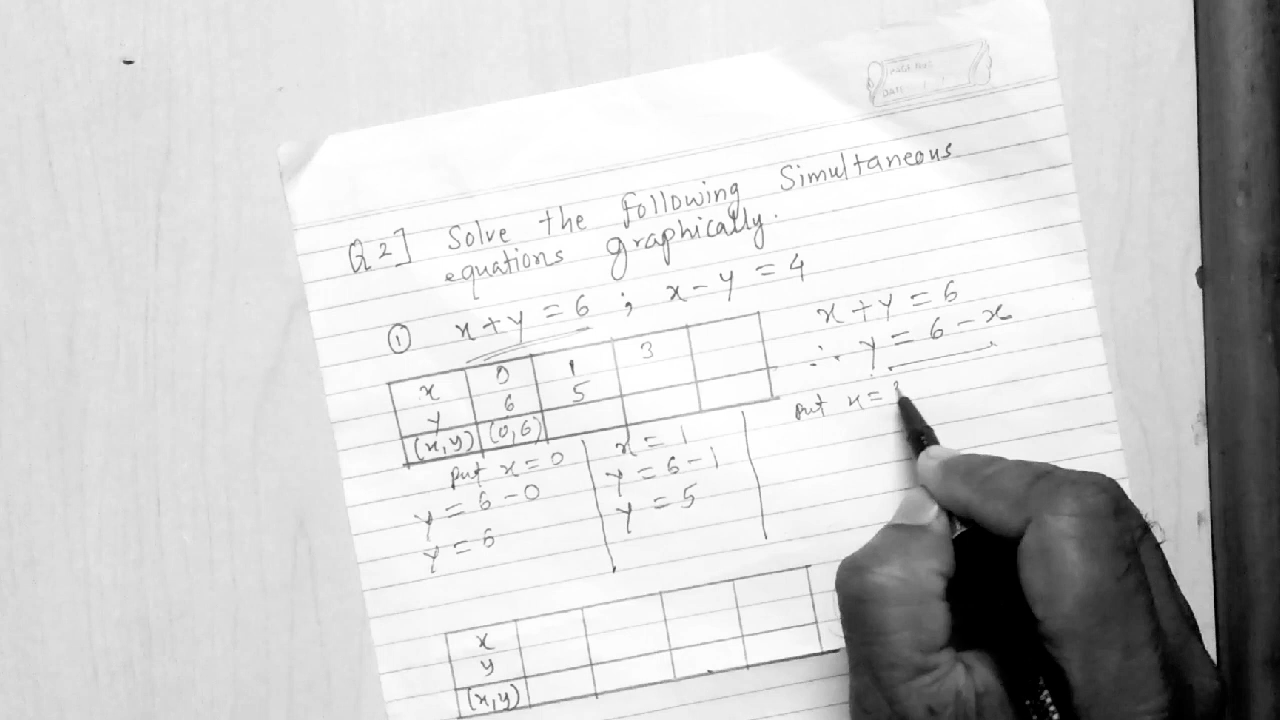 Q2] Solve the following Simultaneous
equations graphically.
① x + y = 6 ; x - y = 4
x 0 1 3
y 6 5
(x,y) (0,6)
x + y = 6
∴ y = 6 - x
put x =
put x = 0
y = 6 - 0
y = 6
x = 1
y = 6 - 1
y = 5
x
y
(x,y)